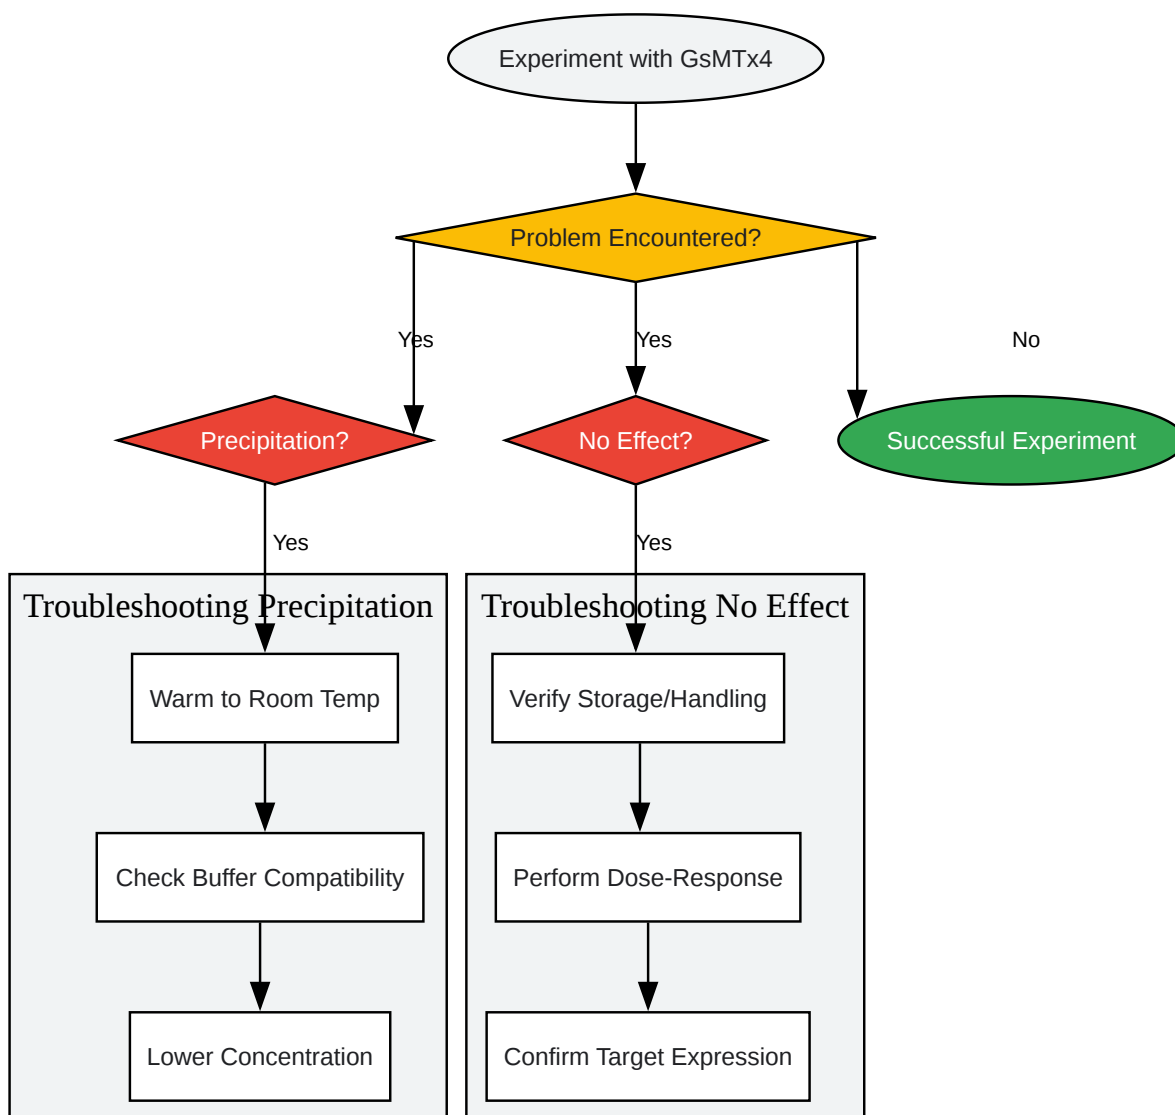 Experiment with GsMTx4
Problem Encountered?
Yes
Yes
No
Precipitation?
No Effect?
Successful Experiment
Yes
Yes
Troubleshooting Precipitation
Troubleshooting No Effect
Warm to Room Temp
Verify Storage/Handling
Check Buffer Compatibility
Perform Dose-Response
Lower Concentration
Confirm Target Expression